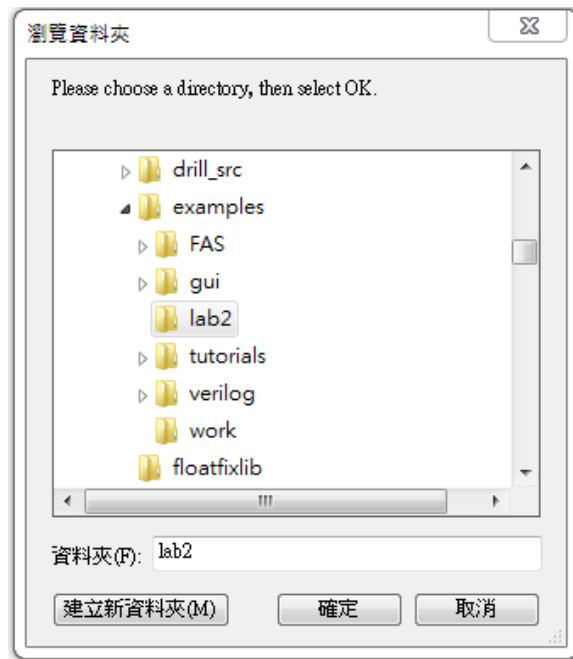 瀏覽資料夾
Please choose a directory, then select OK.
drill_src
examples
FAS
gui
lab2
tutorials
verilog
work
floatfixlib
資料夾(F): lab2
建立新資料夾(M) 確定 取消